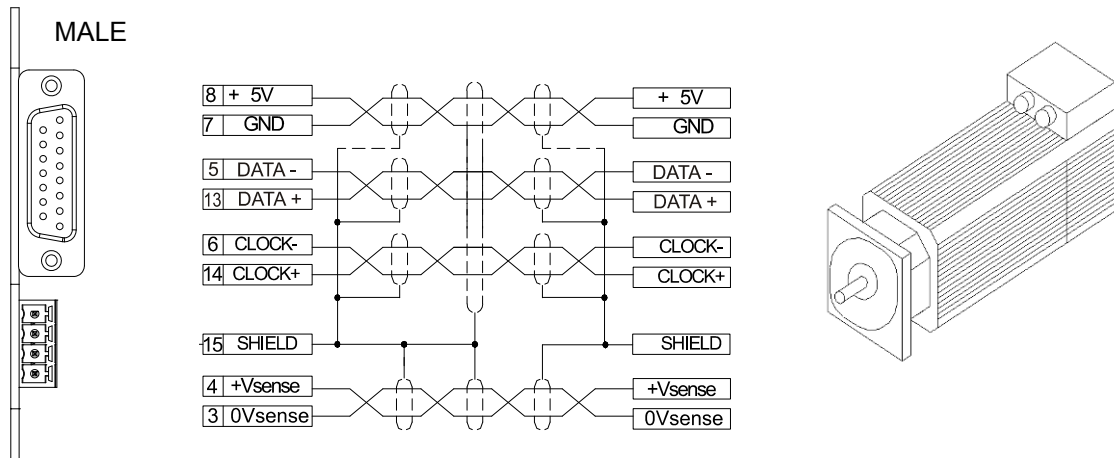 MALE
8 + 5V + 5V
7 GND GND
5 DATA - DATA -
13 DATA + DATA +
6 CLOCK- CLOCK-
14 CLOCK+ CLOCK+
15 SHIELD SHIELD
4 +Vsense +Vsense
3 0Vsense 0Vsense